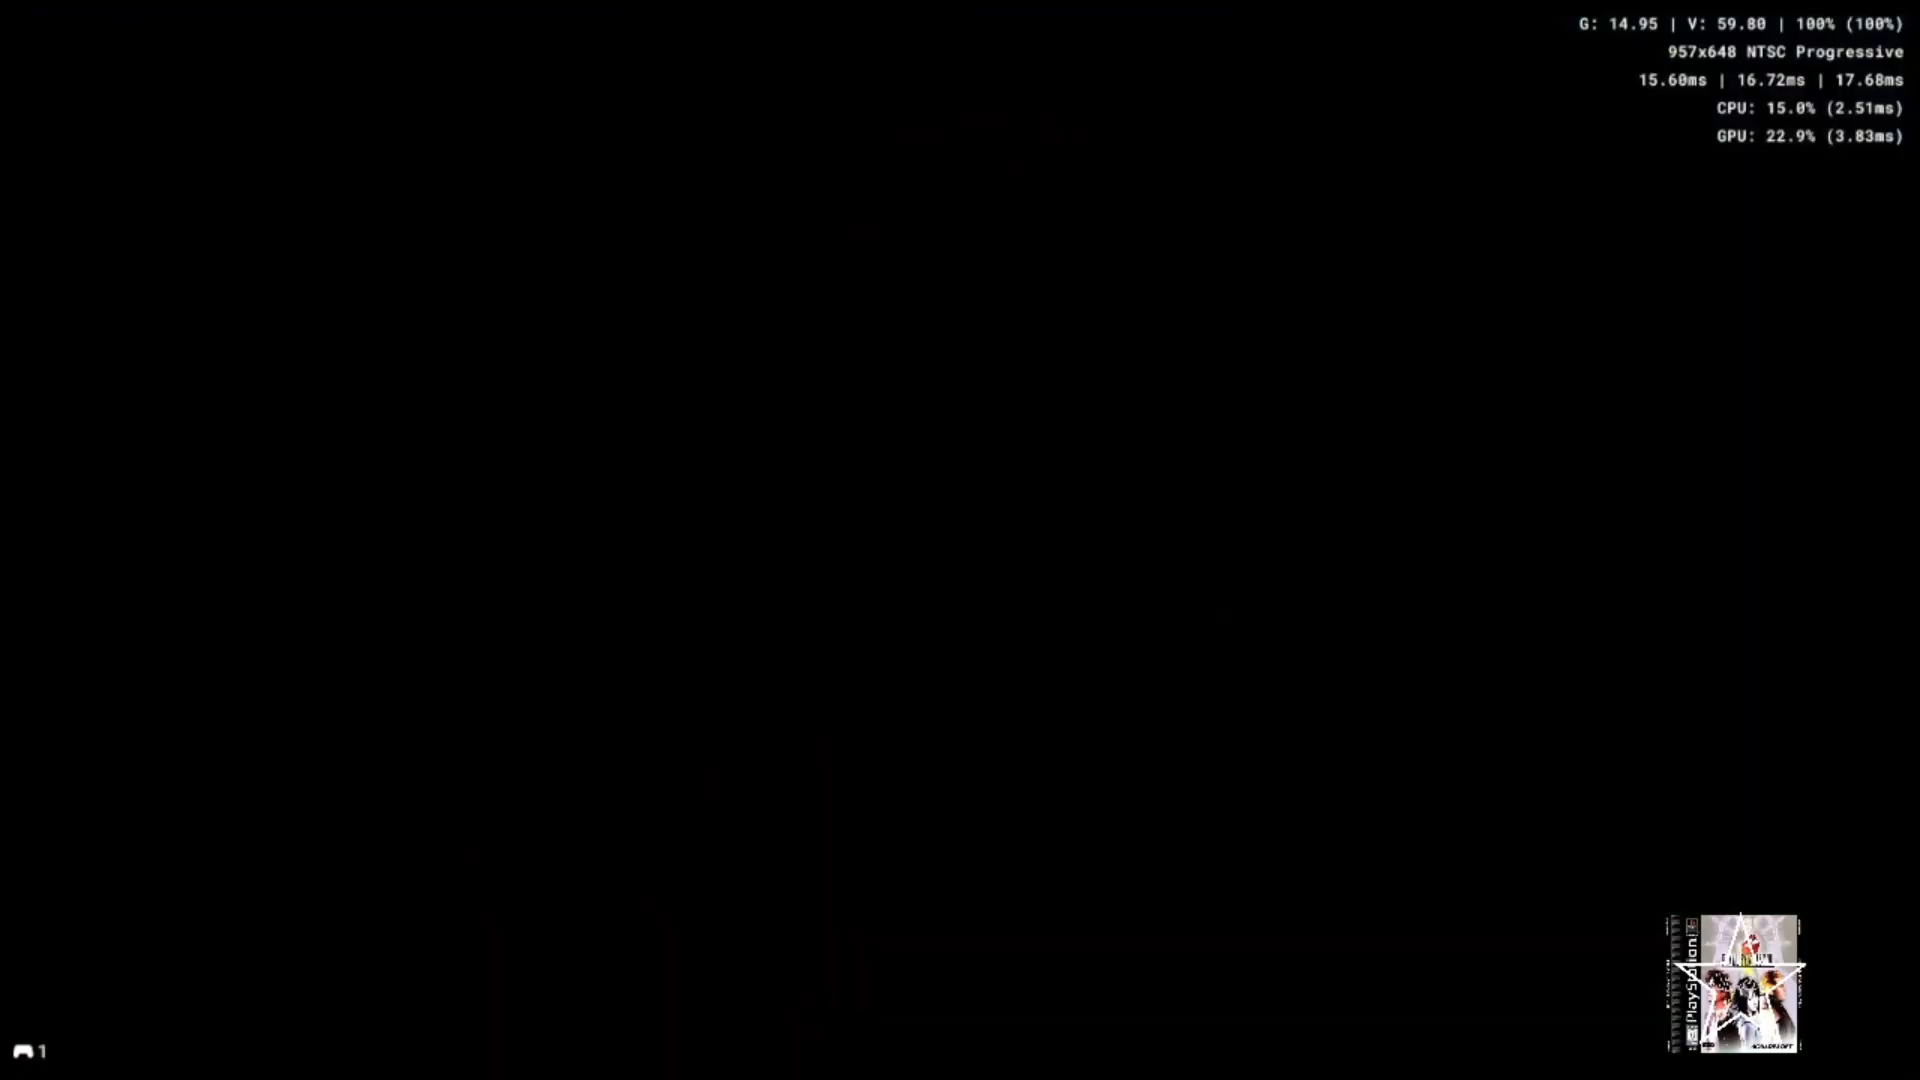 G: 14.95 | V: 59.80 | 100% (100%)
957x648 NTSC Progressive
15.60ms | 16.72ms | 17.68ms
CPU: 15.0% (2.51ms)
GPU: 22.9% (3.83ms)
PlayStation
1